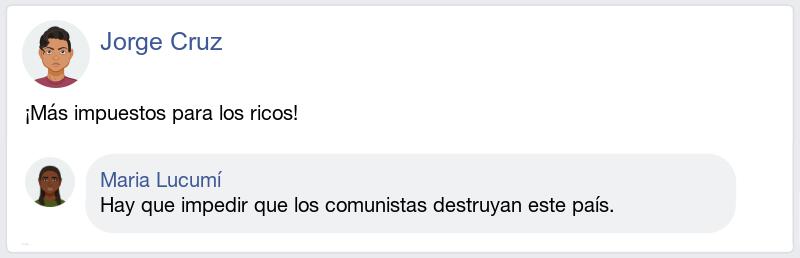 Jorge Cruz
¡Más impuestos para los ricos!
Maria Lucumí
Hay que impedir que los comunistas destruyan este país.